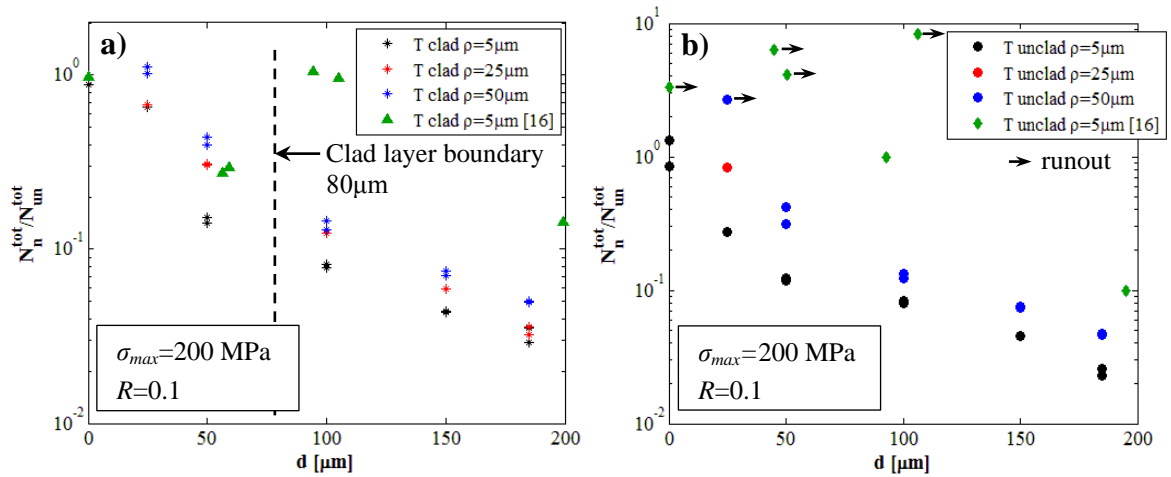 a)
T clad ρ=5μm
T clad ρ=25μm
T clad ρ=50μm
T clad ρ=5μm [16]
Clad layer boundary
80μm
σmax=200 MPa
R=0.1
10^0
10^-1
10^-2
N_n^tot/N_un^tot
0 50 100 150 200
d [μm]
b)
T unclad ρ=5μm
T unclad ρ=25μm
T unclad ρ=50μm
T unclad ρ=5μm [16]
runout
σmax=200 MPa
R=0.1
10^1
10^0
10^-1
10^-2
N_n^tot/N_un^tot
0 50 100 150 200
d [μm]